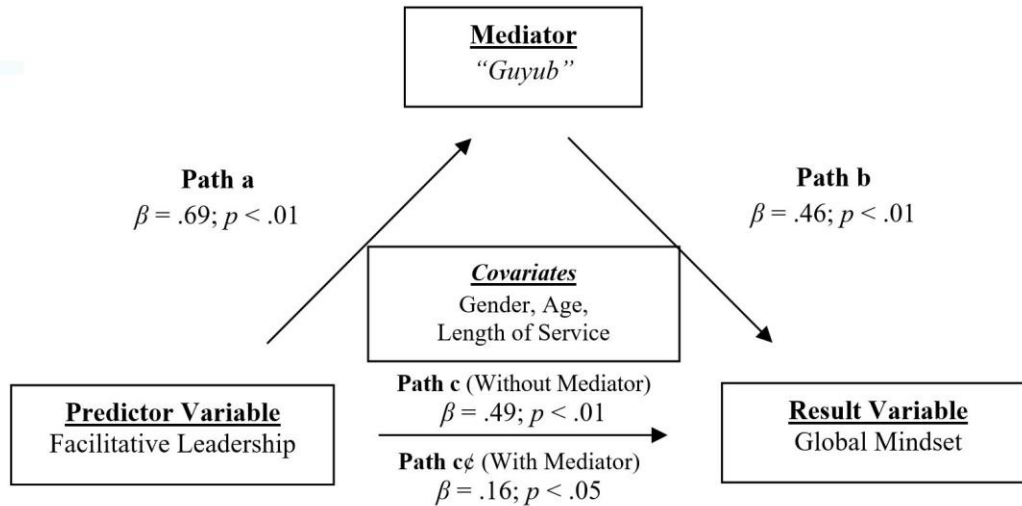 Mediator
“Guyub”
Path a
β = .69; p < .01
Path b
β = .46; p < .01
Covariates
Gender, Age,
Length of Service
Predictor Variable
Facilitative Leadership
Path c (Without Mediator)
β = .49; p < .01
Path c¢ (With Mediator)
β = .16; p < .05
Result Variable
Global Mindset